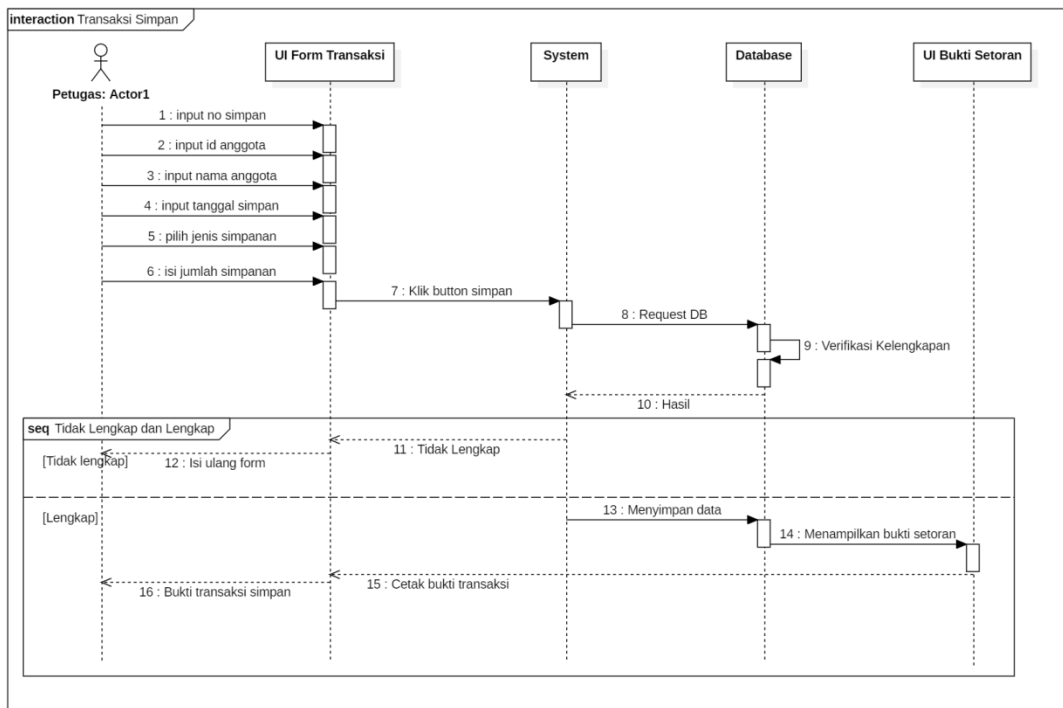 interaction Transaksi Simpan
UI Form Transaksi
System
Database
UI Bukti Setoran
Petugas: Actor1
1 : input no simpan
2 : input id anggota
3 : input nama anggota
4 : input tanggal simpan
5 : pilih jenis simpanan
6 : isi jumlah simpanan
7 : Klik button simpan
8 : Request DB
9 : Verifikasi Kelengkapan
10 : Hasil
seq Tidak Lengkap dan Lengkap
11 : Tidak Lengkap
[Tidak lengkap]
12 : Isi ulang form
[Lengkap]
13 : Menyimpan data
14 : Menampilkan bukti setoran
15 : Cetak bukti transaksi
16 : Bukti transaksi simpan